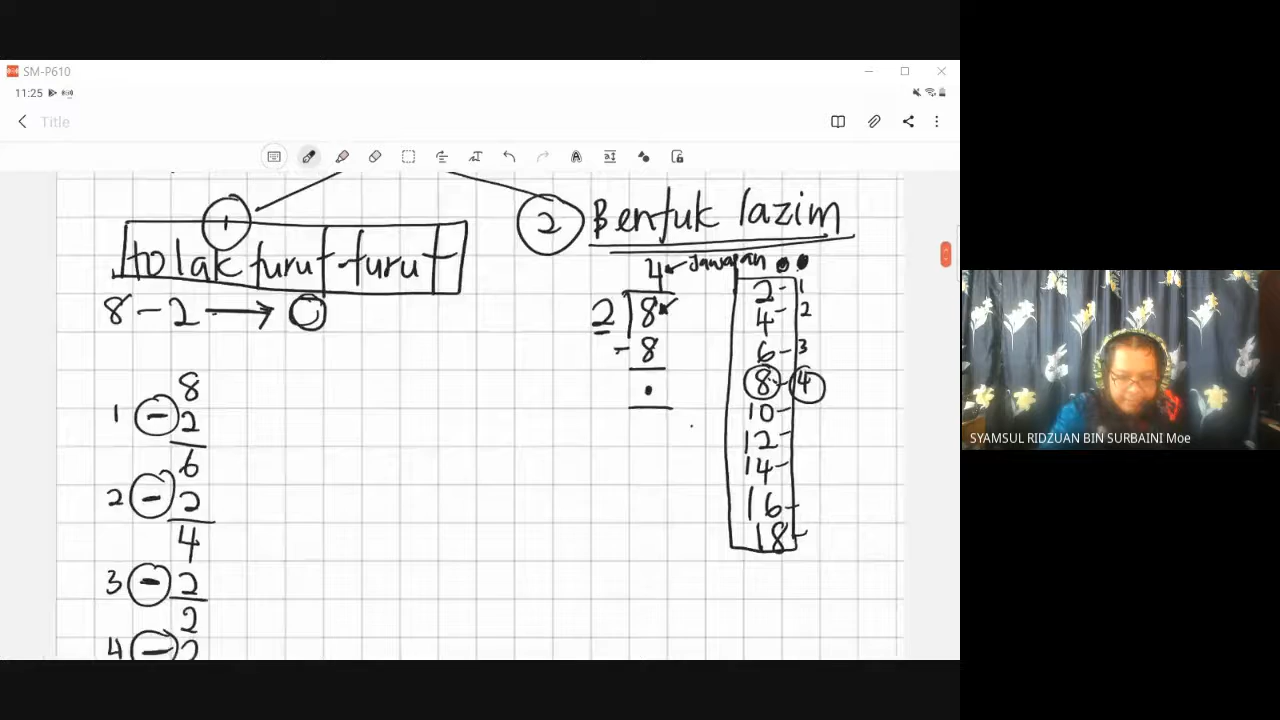 SM-P610
11:25
Title
1
tolak turut-turut
8 - 2 → 0
8
1 - 2
6
2 - 2
4
3 - 2
2
4 - 2
2 Bentuk lazim
4 ← Jawapan
2 8
- 8
2 - 1
4 - 2
6 - 3
8 - 4
10 -
12 -
14 -
16 -
18 -
SYAMSUL RIDZUAN BIN SURBAINI Moe